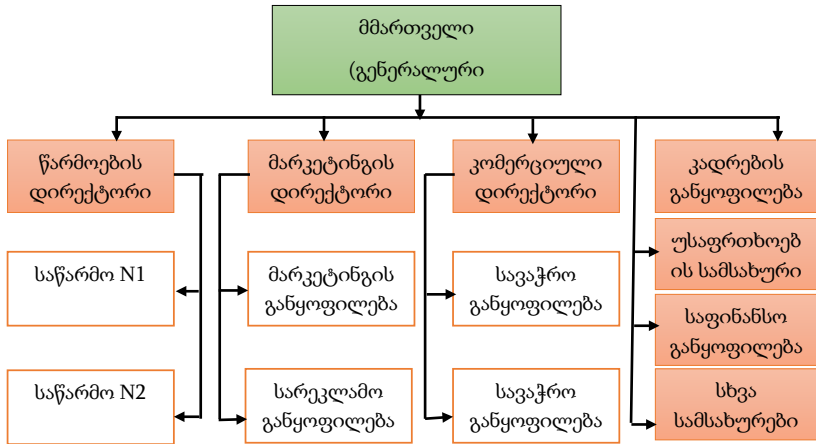 მმართველი
(გენერალური
წარმოების
დირექტორი
მარკეტინგის
დირექტორი
კომერციული
დირექტორი
კადრების
განყოფილება
საწარმო N1
მარკეტინგის
განყოფილება
სავაჭრო
განყოფილება
უსაფრთხოებ
ის სამსახური
საფინანსო
განყოფილება
საწარმო N2
სარეკლამო
განყოფილება
სავაჭრო
განყოფილება
სხვა
სამსახურები